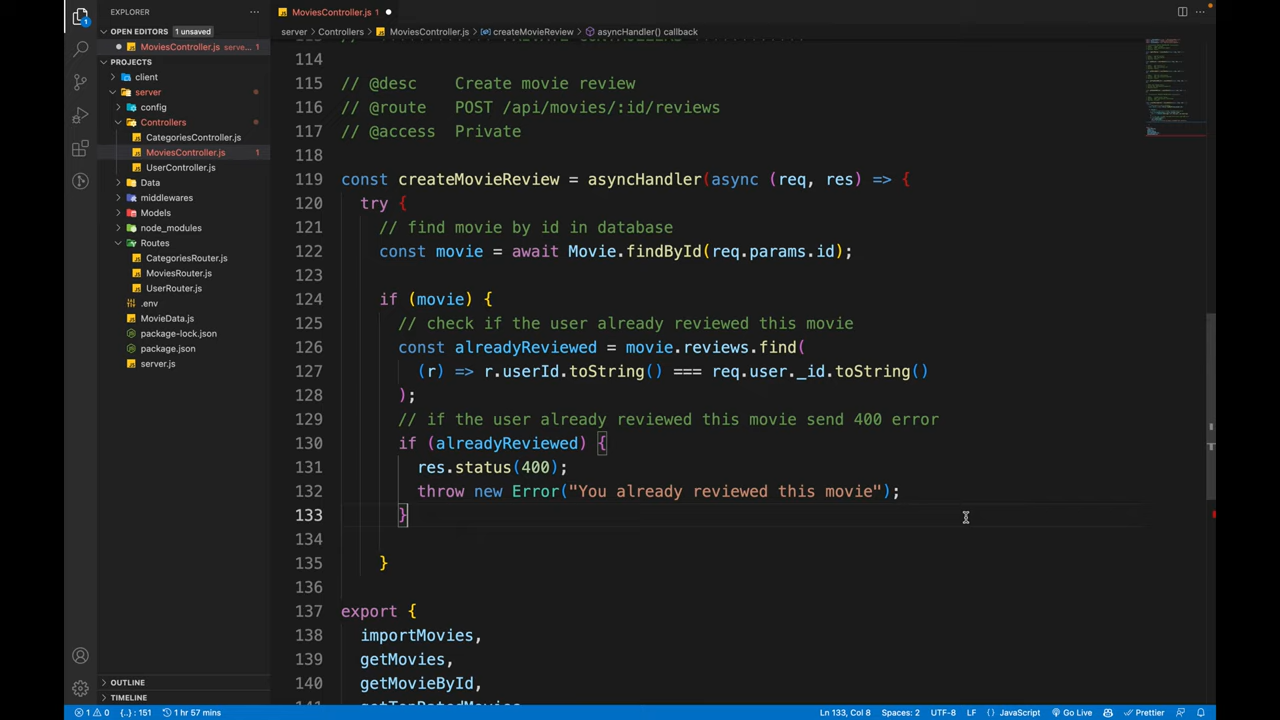 EXPLORER
MoviesController.js 1
OPEN EDITORS 1 unsaved
MoviesController.js serve... 1
server > Controllers > MoviesController.js > createMovieReview > asyncHandler() callback
PROJECTS
client
server
config
Controllers
CategoriesController.js
MoviesController.js 1
UserController.js
Data
middlewares
Models
node_modules
Routes
CategoriesRouter.js
MoviesRouter.js
UserRouter.js
.env
MovieData.js
package-lock.json
package.json
server.js
OUTLINE
TIMELINE
114
115 // @desc Create movie review
116 // @route POST /api/movies/:id/reviews
117 // @access Private
118
119 const createMovieReview = asyncHandler(async (req, res) => {
120 try {
121 // find movie by id in database
122 const movie = await Movie.findById(req.params.id);
123
124 if (movie) {
125 // check if the user already reviewed this movie
126 const alreadyReviewed = movie.reviews.find(
127 (r) => r.userId.toString() === req.user._id.toString()
128 );
129 // if the user already reviewed this movie send 400 error
130 if (alreadyReviewed) {
131 res.status(400);
132 throw new Error("You already reviewed this movie");
133 }
134
135 }
136
137 export {
138 importMovies,
139 getMovies,
140 getMovieById,
1 0 {..}: 151 1 hr 57 mins Ln 133, Col 8 Spaces: 2 UTF-8 LF {} JavaScript Go Live Prettier